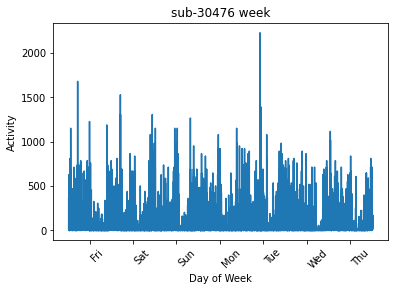 sub-30476 week
2000
1500
1000
500
0
Activity
Fri
Sat
Sun
Mon
Tue
Wed
Thu
Day of Week